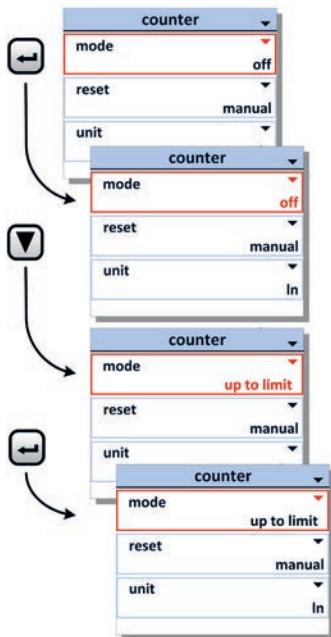 counter
mode
off
reset
manual
unit
counter
mode
off
reset
manual
unit
ln
counter
mode
up to limit
reset
manual
unit
counter
mode
up to limit
reset
manual
unit
ln